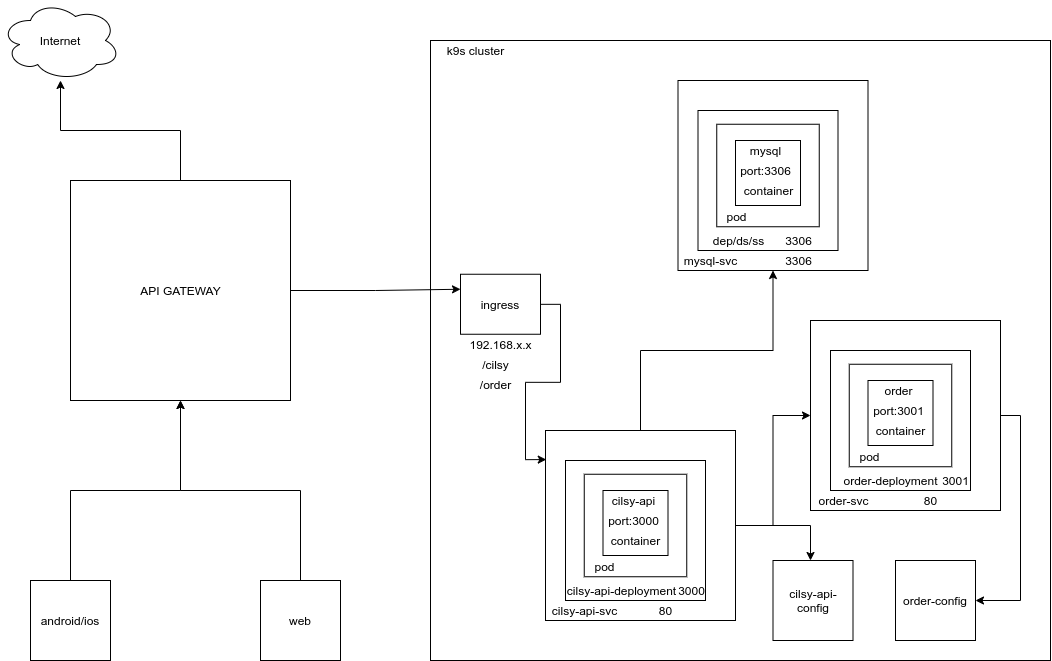 Internet
k9s cluster
mysql
port:3306
container
pod
dep/ds/ss 3306
mysql-svc 3306
API GATEWAY
ingress
192.168.x.x
/cilsy
/order
order
port:3001
container
pod
order-deployment 3001
order-svc 80
cilsy-api
port:3000
container
pod
cilsy-api-deployment 3000
cilsy-api-svc 80
android/ios
web
cilsy-api-
config
order-config